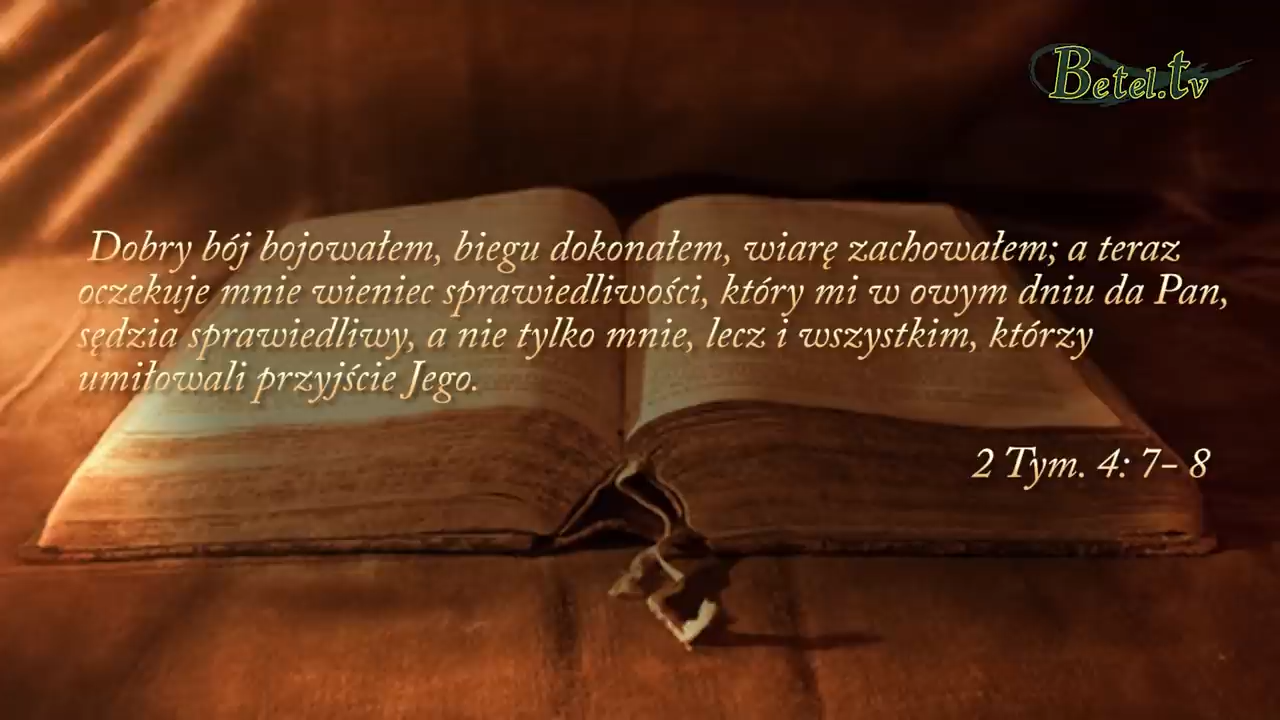 Betel.tv
Dobry bój bojowałem, biegu dokonałem, wiarę zachowałem; a teraz
oczekuje mnie wieniec sprawiedliwości, który mi w owym dniu da Pan,
sędzia sprawiedliwy, a nie tylko mnie, lecz i wszystkim, którzy
umiłowali przyjście Jego.
2 Tym. 4: 7- 8